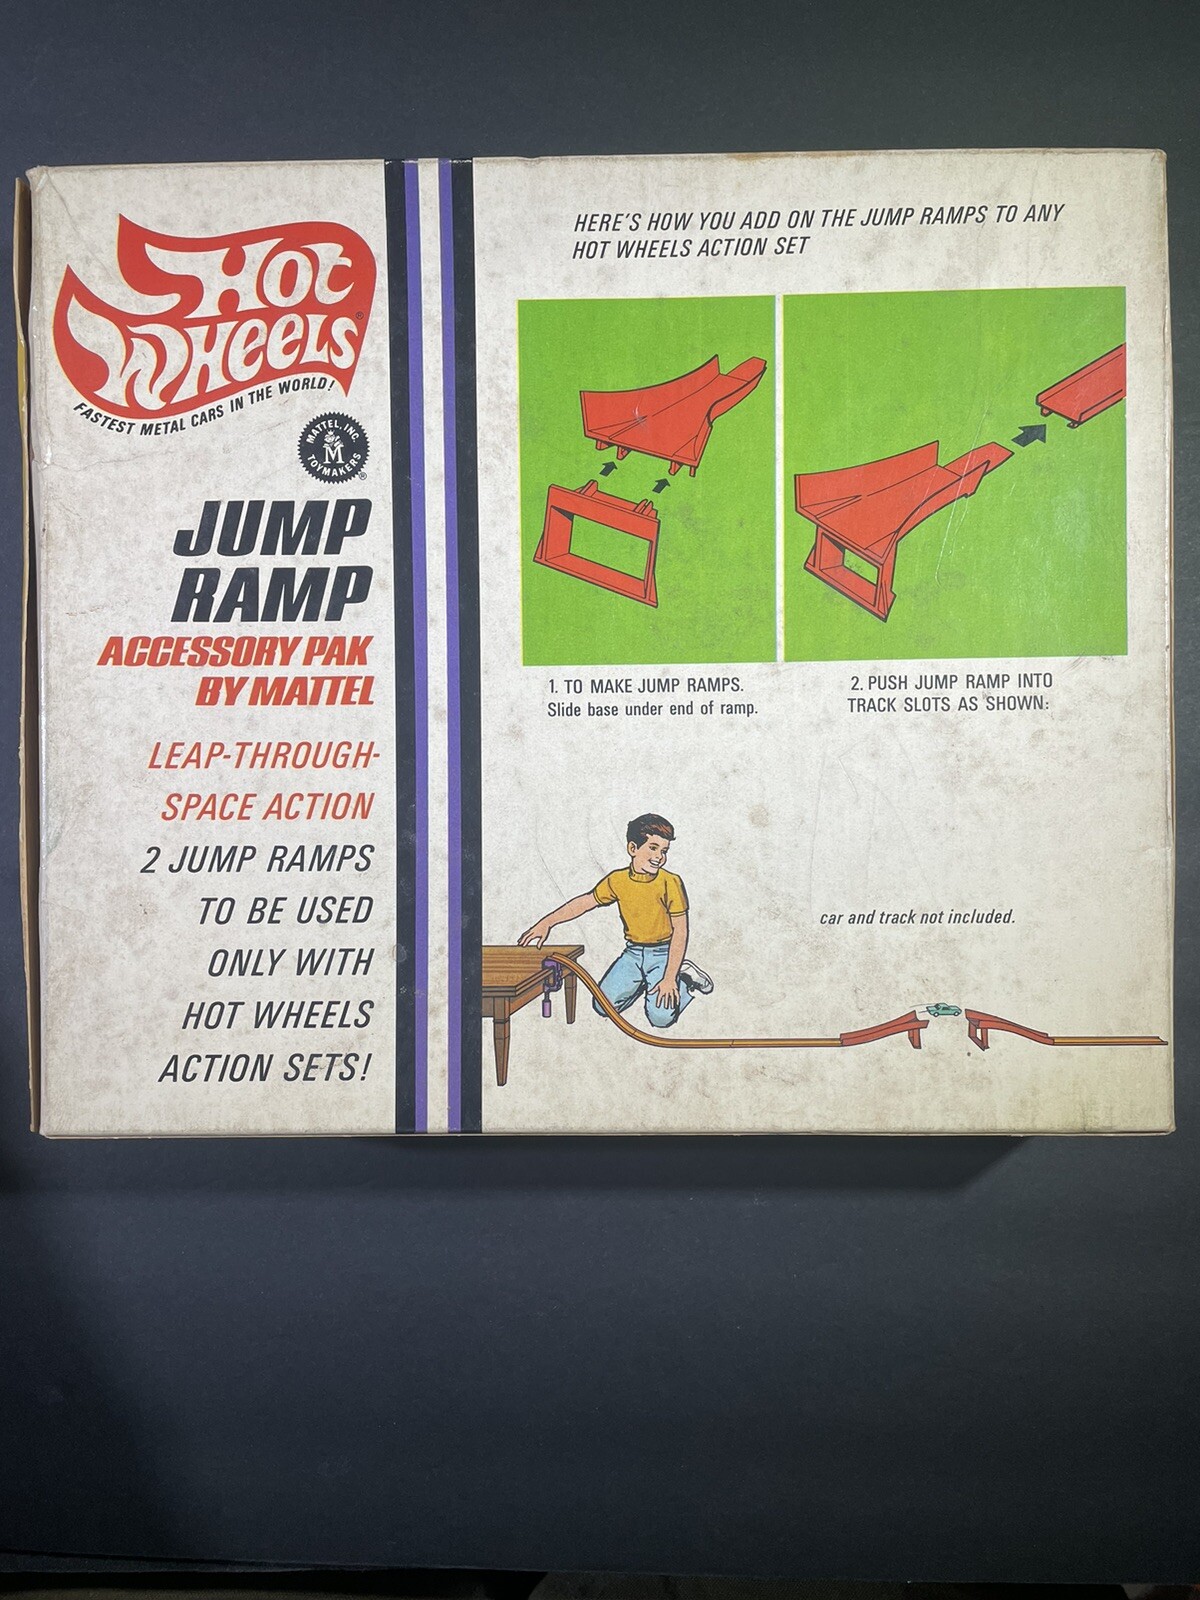 HOT
WHEELS®
FASTEST METAL CARS IN THE WORLD!
MATTEL, INC.
M
TOYMAKERS
®
JUMP
RAMP
ACCESSORY PAK
BY MATTEL
LEAP-THROUGH-
SPACE ACTION
2 JUMP RAMPS
TO BE USED
ONLY WITH
HOT WHEELS
ACTION SETS!
HERE'S HOW YOU ADD ON THE JUMP RAMPS TO ANY
HOT WHEELS ACTION SET
1. TO MAKE JUMP RAMPS.
Slide base under end of ramp.
2. PUSH JUMP RAMP INTO
TRACK SLOTS AS SHOWN:
car and track not included.